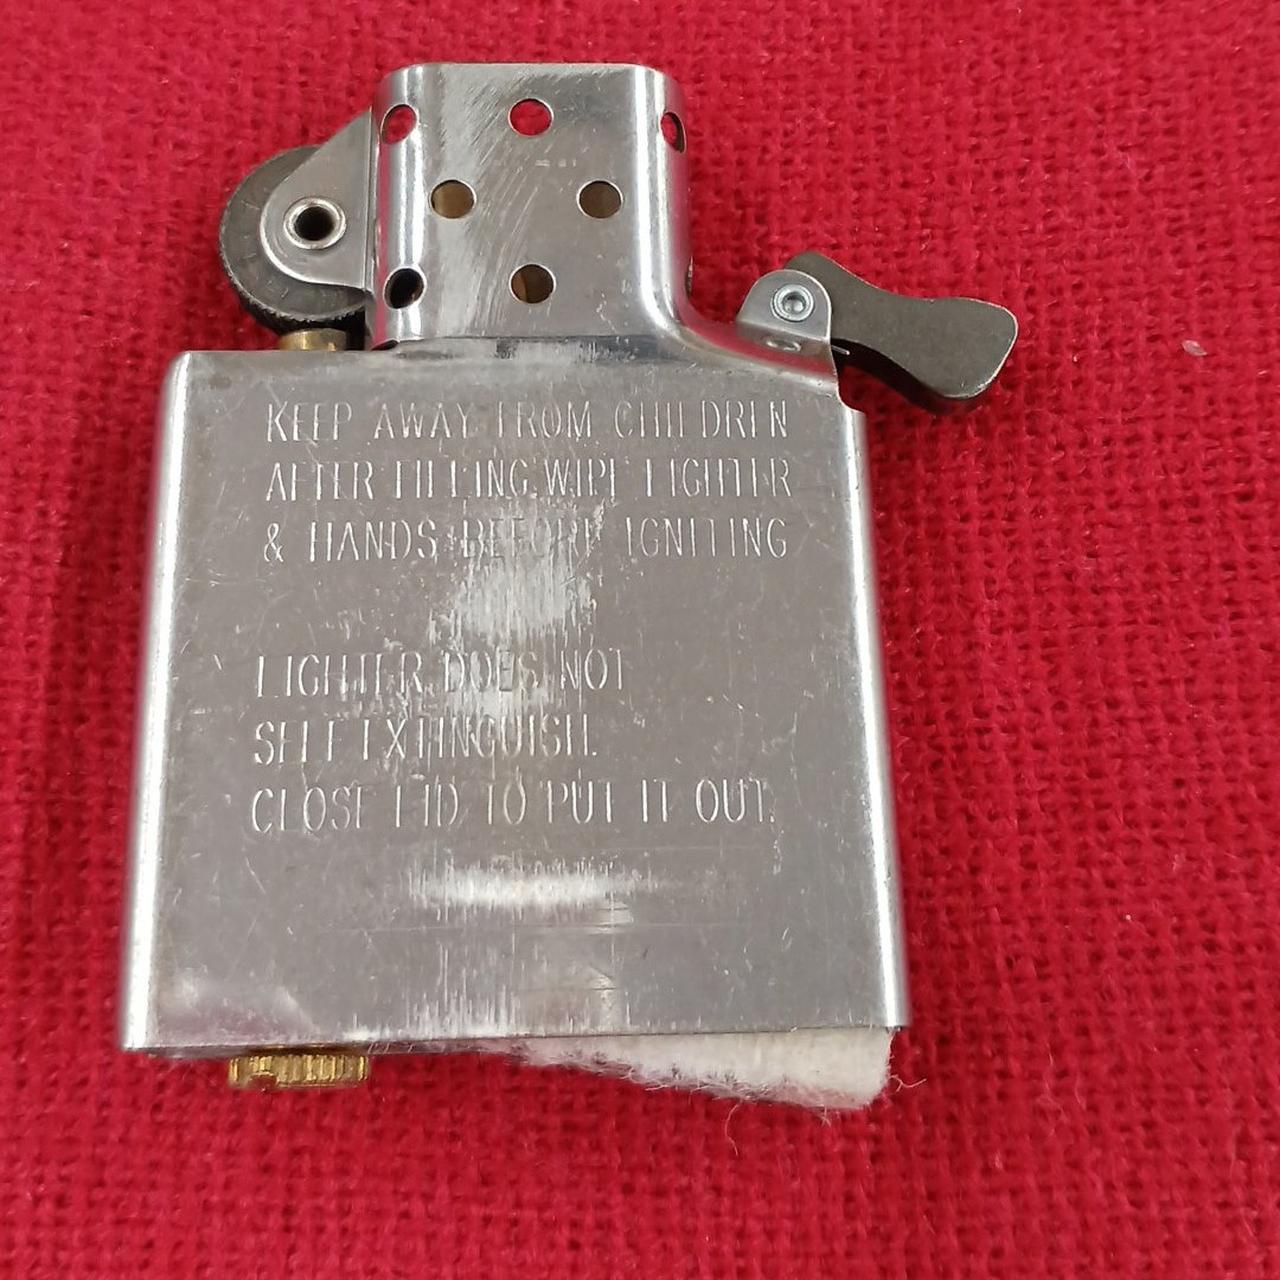 KEEP AWAY FROM CHILDREN
AFTER FILLING WIPE LIGHTER
& HANDS BEFORE IGNITING
LIGHTER DOES NOT
SELF EXTINGUISH.
CLOSE LID TO PUT IT OUT.